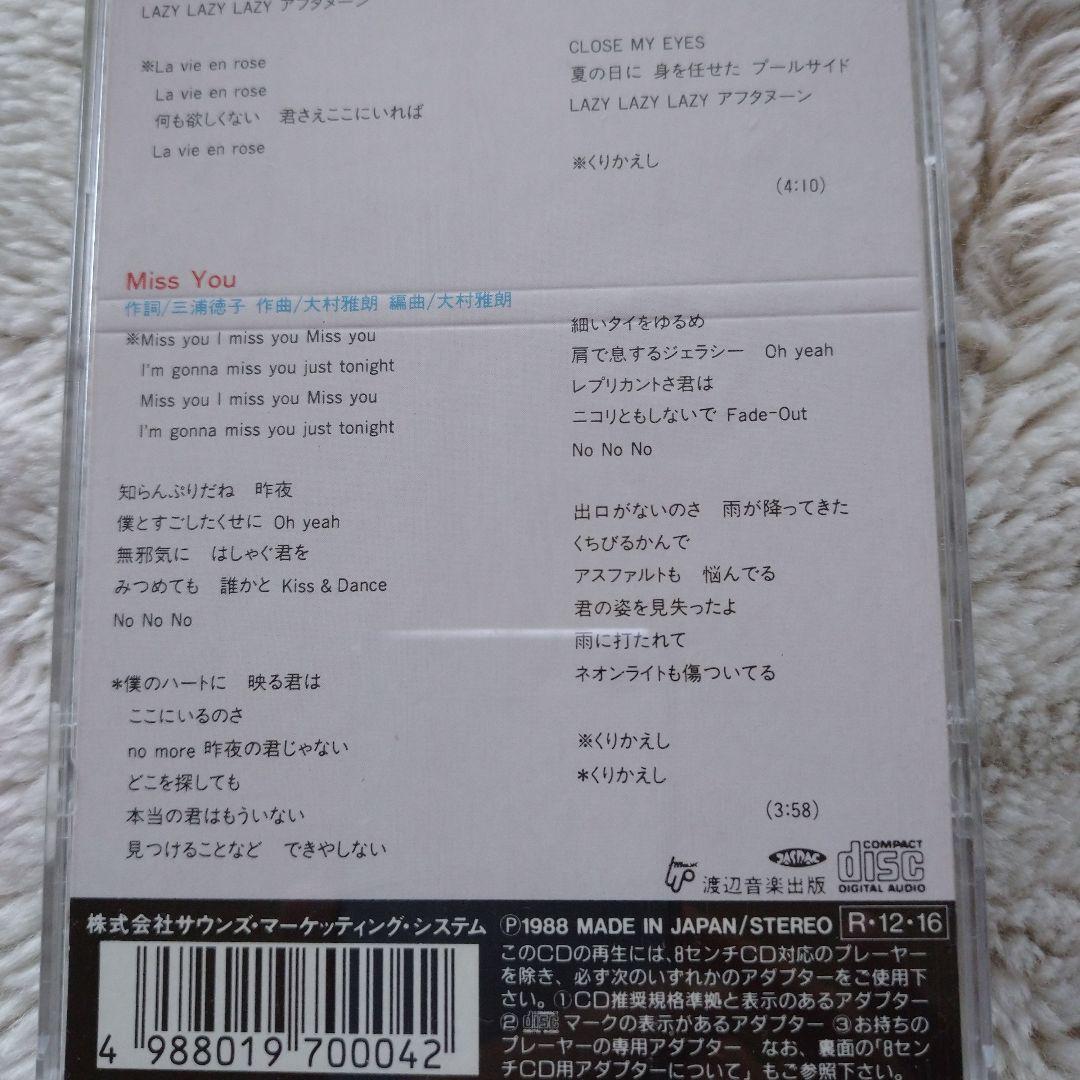 LAZY LAZY LAZY アフタヌーン
※La vie en rose
La vie en rose
何も欲しくない　君さえここにいれば
La vie en rose
CLOSE MY EYES
夏の日に 身を任せた プールサイド
LAZY LAZY LAZY アフタヌーン
※くりかえし
(4:10)
Miss You
作詞/三浦徳子 作曲/大村雅朗 編曲/大村雅朗
※Miss you I miss you Miss you
I'm gonna miss you just tonight
Miss you I miss you Miss you
I'm gonna miss you just tonight
知らんぷりだね　昨夜
僕とすごしたくせに Oh yeah
無邪気に　はしゃぐ君を
みつめても　誰かと Kiss & Dance
No No No
*僕のハートに　映る君は
ここにいるのさ
no more 昨夜の君じゃない
どこを探しても
本当の君はもういない
見つけることなど　できやしない
細いタイをゆるめ
肩で息するジェラシー　Oh yeah
レプリカントさ君は
ニコリともしないで Fade-Out
No No No
出口がないのさ　雨が降ってきた
くちびるかんで
アスファルトも　悩んでる
君の姿を見失ったよ
雨に打たれて
ネオンライトも傷ついてる
※くりかえし
*くりかえし
(3:58)
渡辺音楽出版
JASRAC
COMPACT
disc
DIGITAL AUDIO
株式会社サウンズ・マーケッティング・システム
Ⓟ1988 MADE IN JAPAN/STEREO
R・12・16
このCDの再生には、8センチCD対応のプレーヤー
を除き、必ず次のいずれかのアダプターをご使用下
さい。①CD推奨規格準拠と表示のあるアダプター
②disc マークの表示があるアダプター ③お持ちの
プレーヤーの専用アダプター　なお、裏面の「8セン
チCD用アダプターについて」もご参照下さい。
4 988019 700042